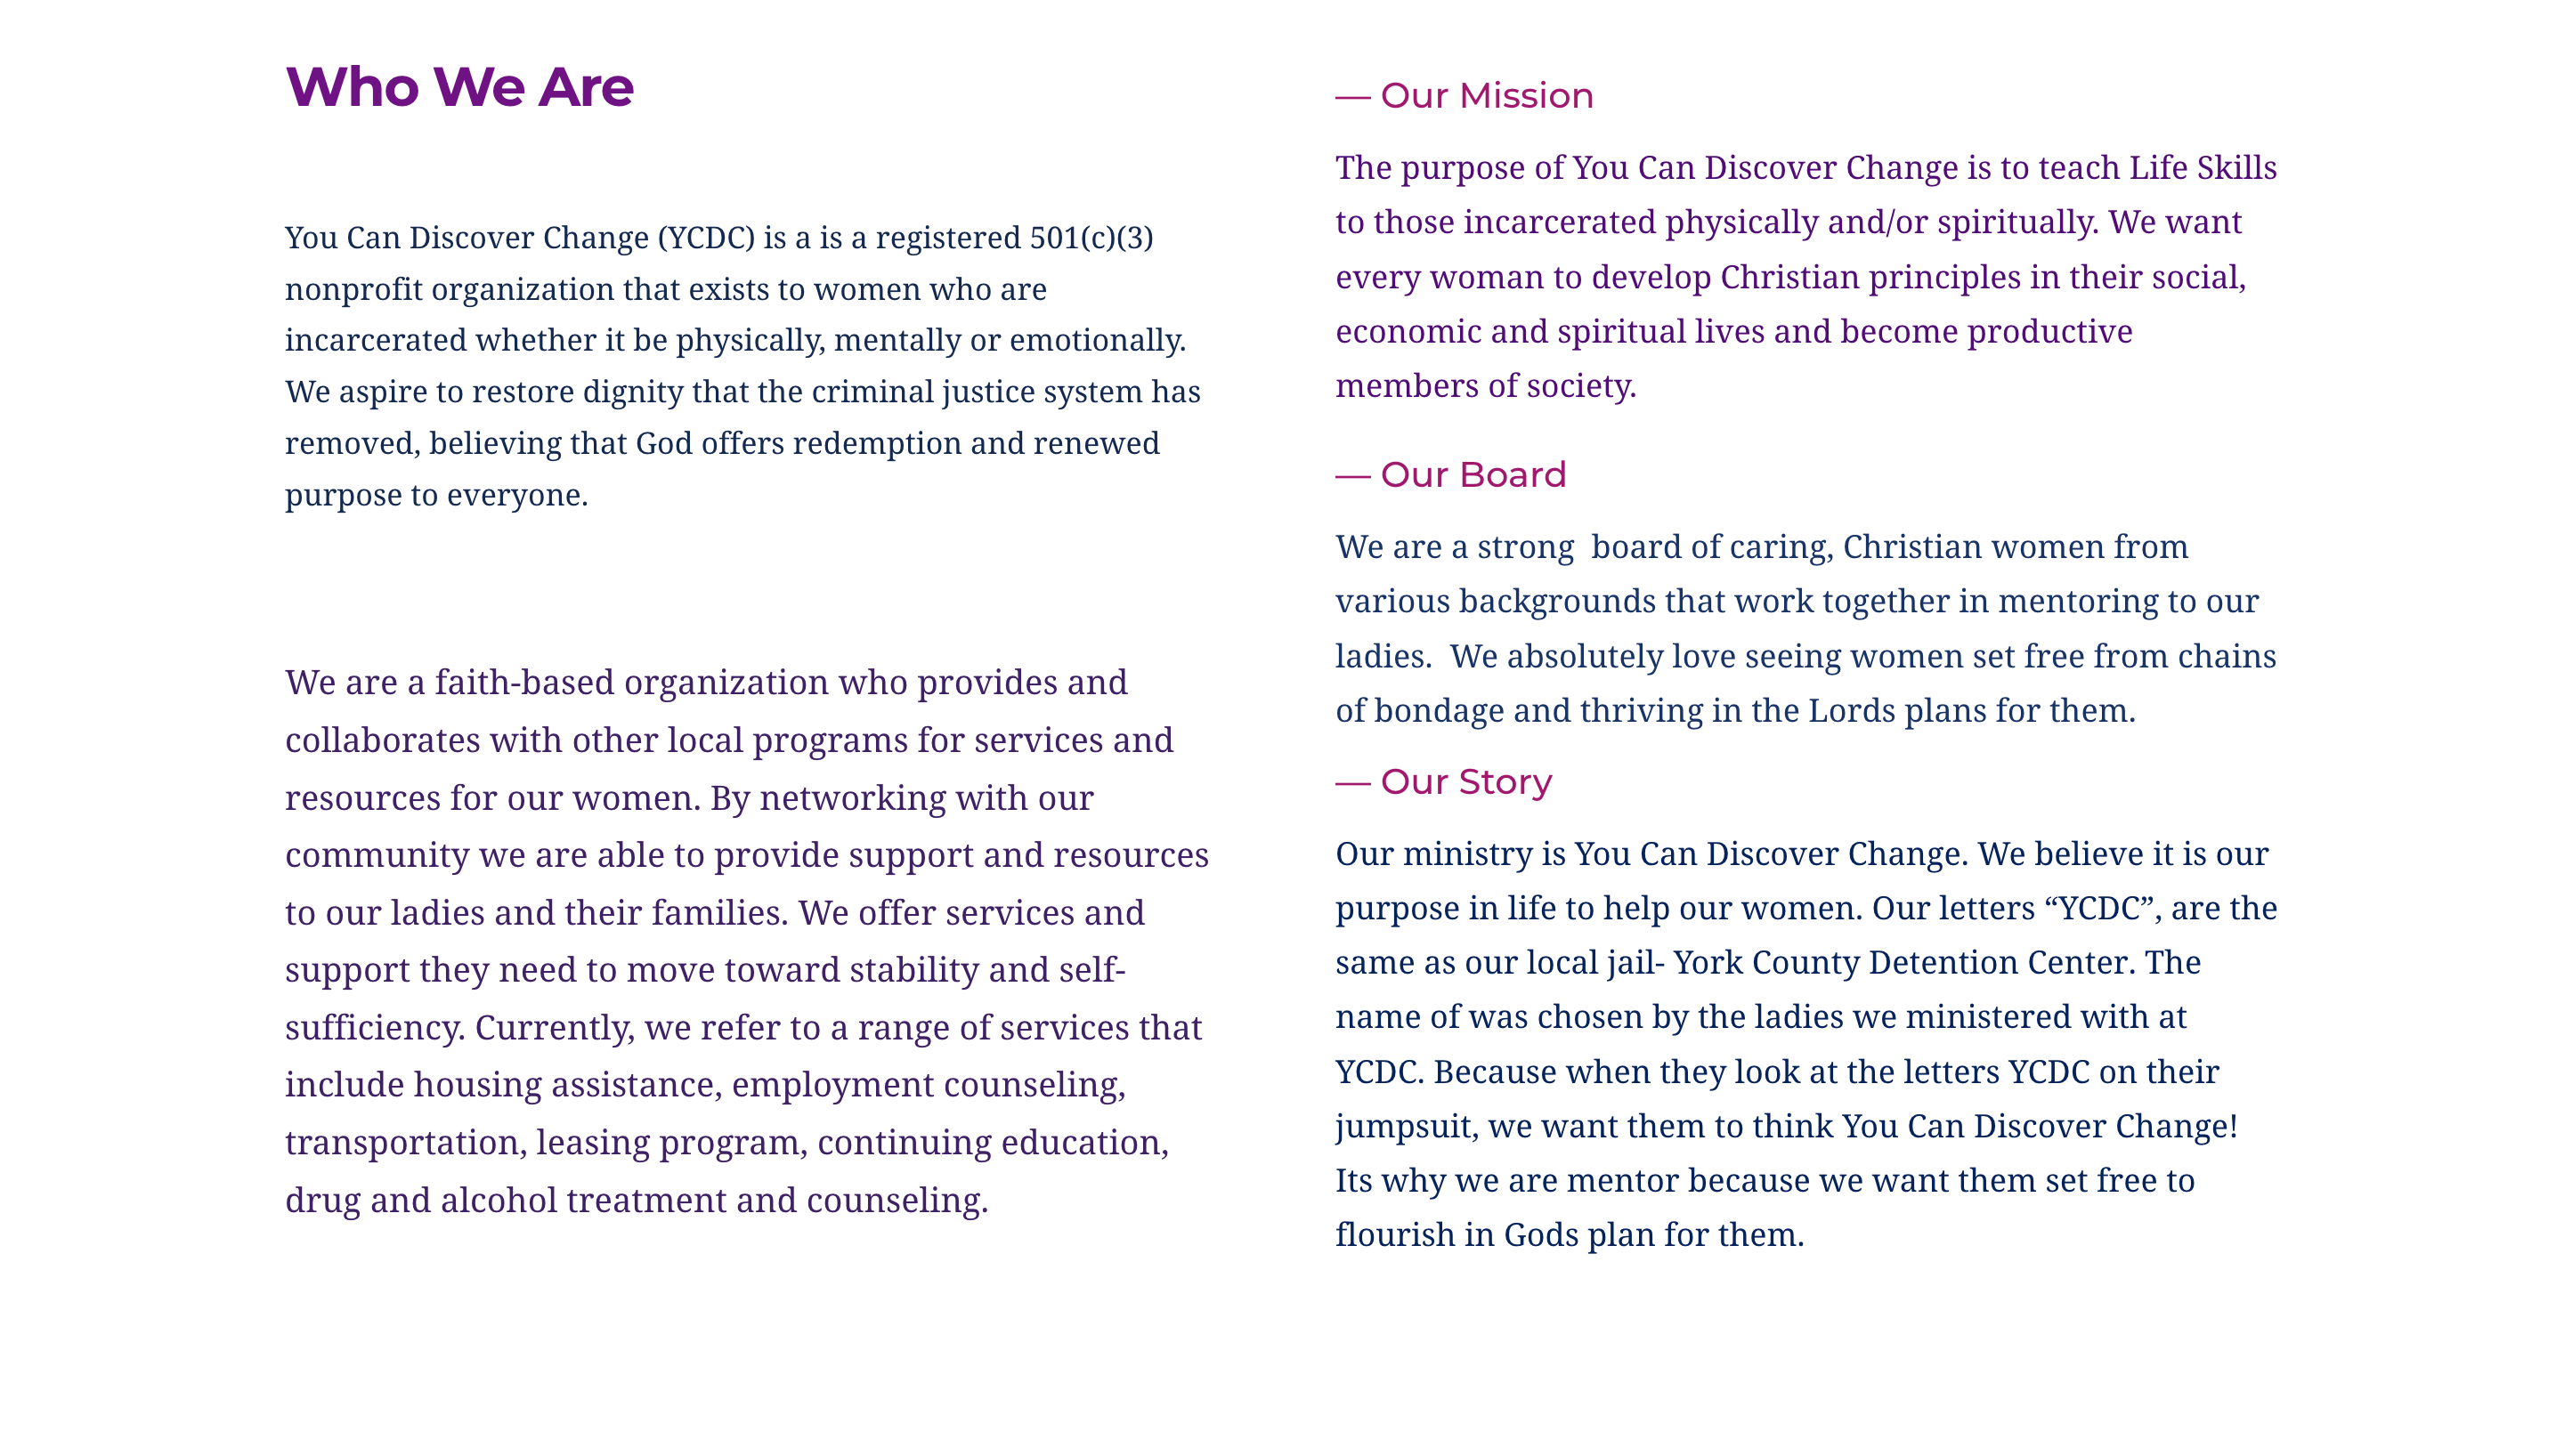 Who We Are
You Can Discover Change (YCDC) is a is a registered 501(c)(3)
nonprofit organization that exists to women who are
incarcerated whether it be physically, mentally or emotionally.
We aspire to restore dignity that the criminal justice system has
removed, believing that God offers redemption and renewed
purpose to everyone.
We are a faith-based organization who provides and
collaborates with other local programs for services and
resources for our women. By networking with our
community we are able to provide support and resources
to our ladies and their families. We offer services and
support they need to move toward stability and self-
sufficiency. Currently, we refer to a range of services that
include housing assistance, employment counseling,
transportation, leasing program, continuing education,
drug and alcohol treatment and counseling.
— Our Mission
The purpose of You Can Discover Change is to teach Life Skills
to those incarcerated physically and/or spiritually. We want
every woman to develop Christian principles in their social,
economic and spiritual lives and become productive
members of society.
— Our Board
We are a strong  board of caring, Christian women from
various backgrounds that work together in mentoring to our
ladies.  We absolutely love seeing women set free from chains
of bondage and thriving in the Lords plans for them.
— Our Story
Our ministry is You Can Discover Change. We believe it is our
purpose in life to help our women. Our letters “YCDC”, are the
same as our local jail- York County Detention Center. The
name of was chosen by the ladies we ministered with at
YCDC. Because when they look at the letters YCDC on their
jumpsuit, we want them to think You Can Discover Change!
Its why we are mentor because we want them set free to
flourish in Gods plan for them.